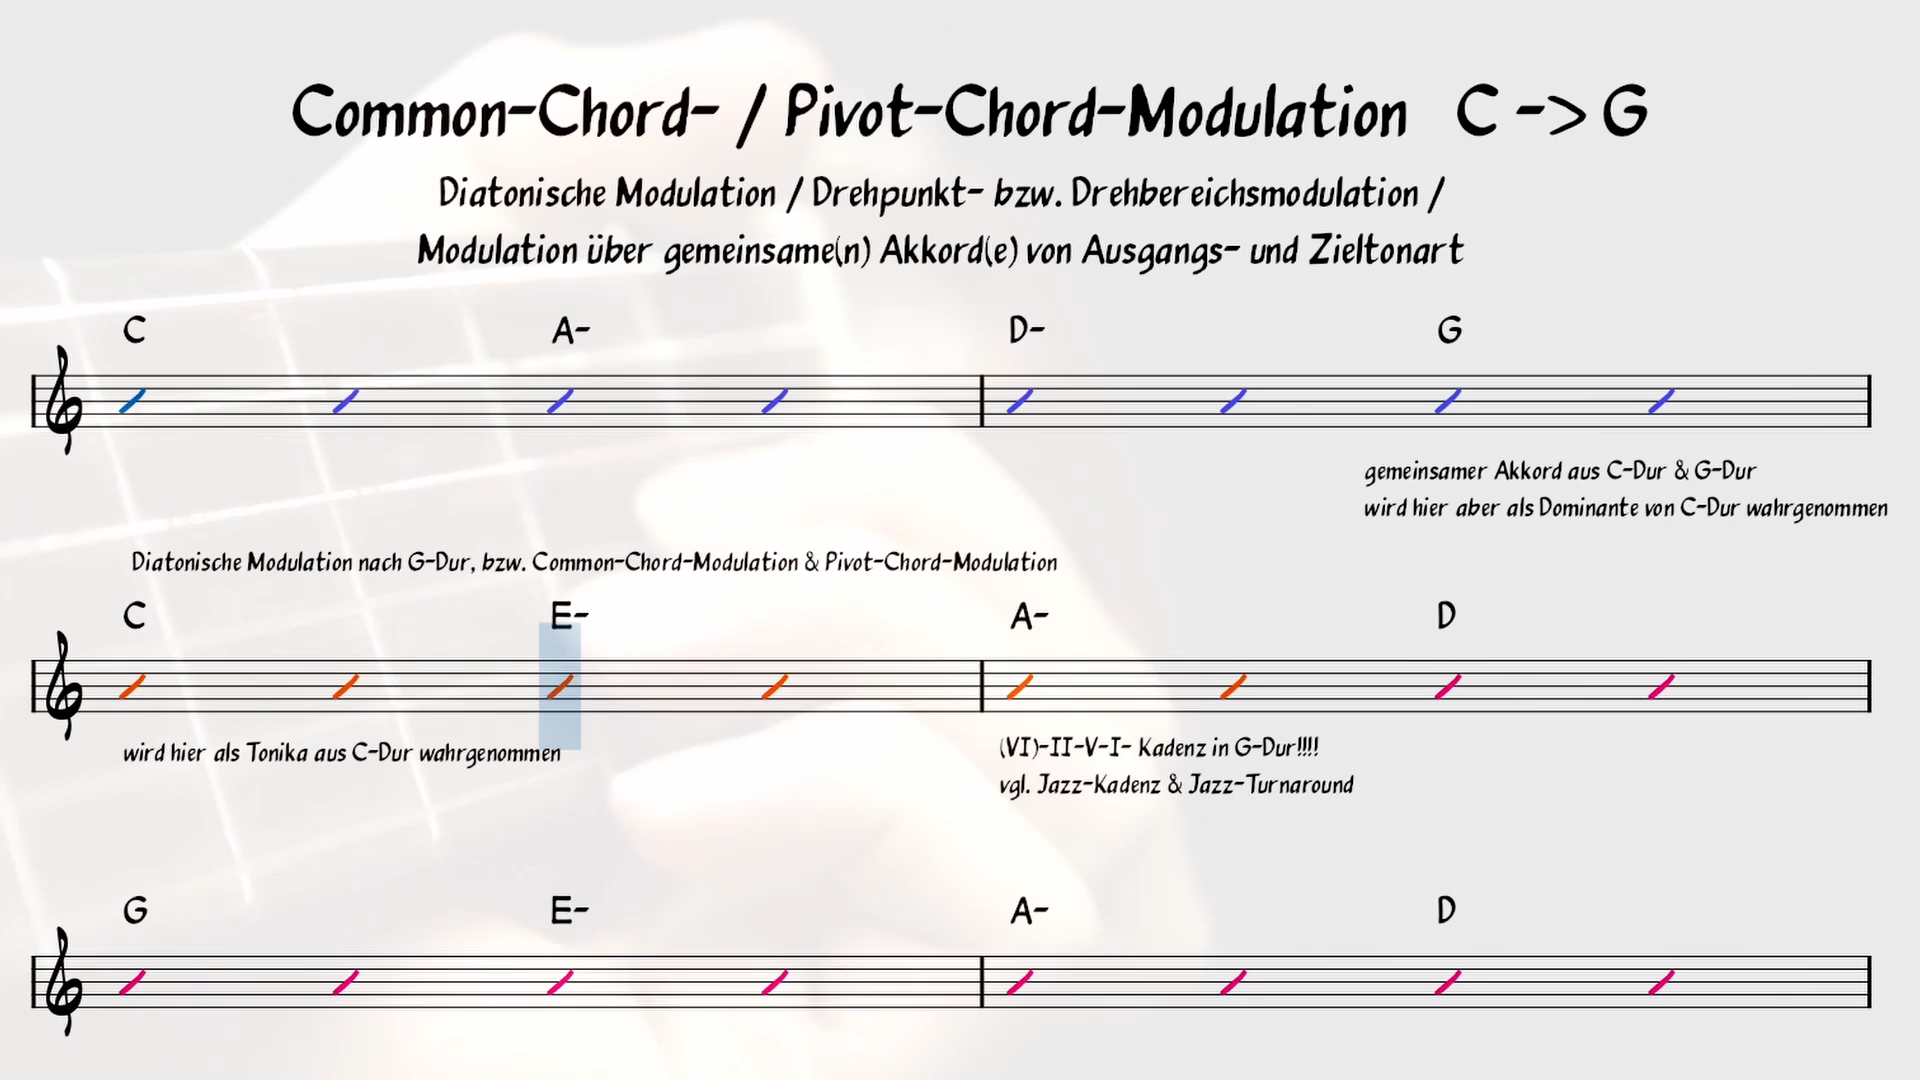 Common-Chord- / Pivot-Chord-Modulation C -> G
Diatonische Modulation / Drehpunkt- bzw. Drehbereichsmodulation /
Modulation über gemeinsame(n) Akkord(e) von Ausgangs- und Zieltonart
C A- D- G
gemeinsamer Akkord aus C-Dur & G-Dur
wird hier aber als Dominante von C-Dur wahrgenommen
Diatonische Modulation nach G-Dur, bzw. Common-Chord-Modulation & Pivot-Chord-Modulation
C E- A- D
wird hier als Tonika aus C-Dur wahrgenommen
(VI)-II-V-I- Kadenz in G-Dur!!!!
vgl. Jazz-Kadenz & Jazz-Turnaround
G E- A- D